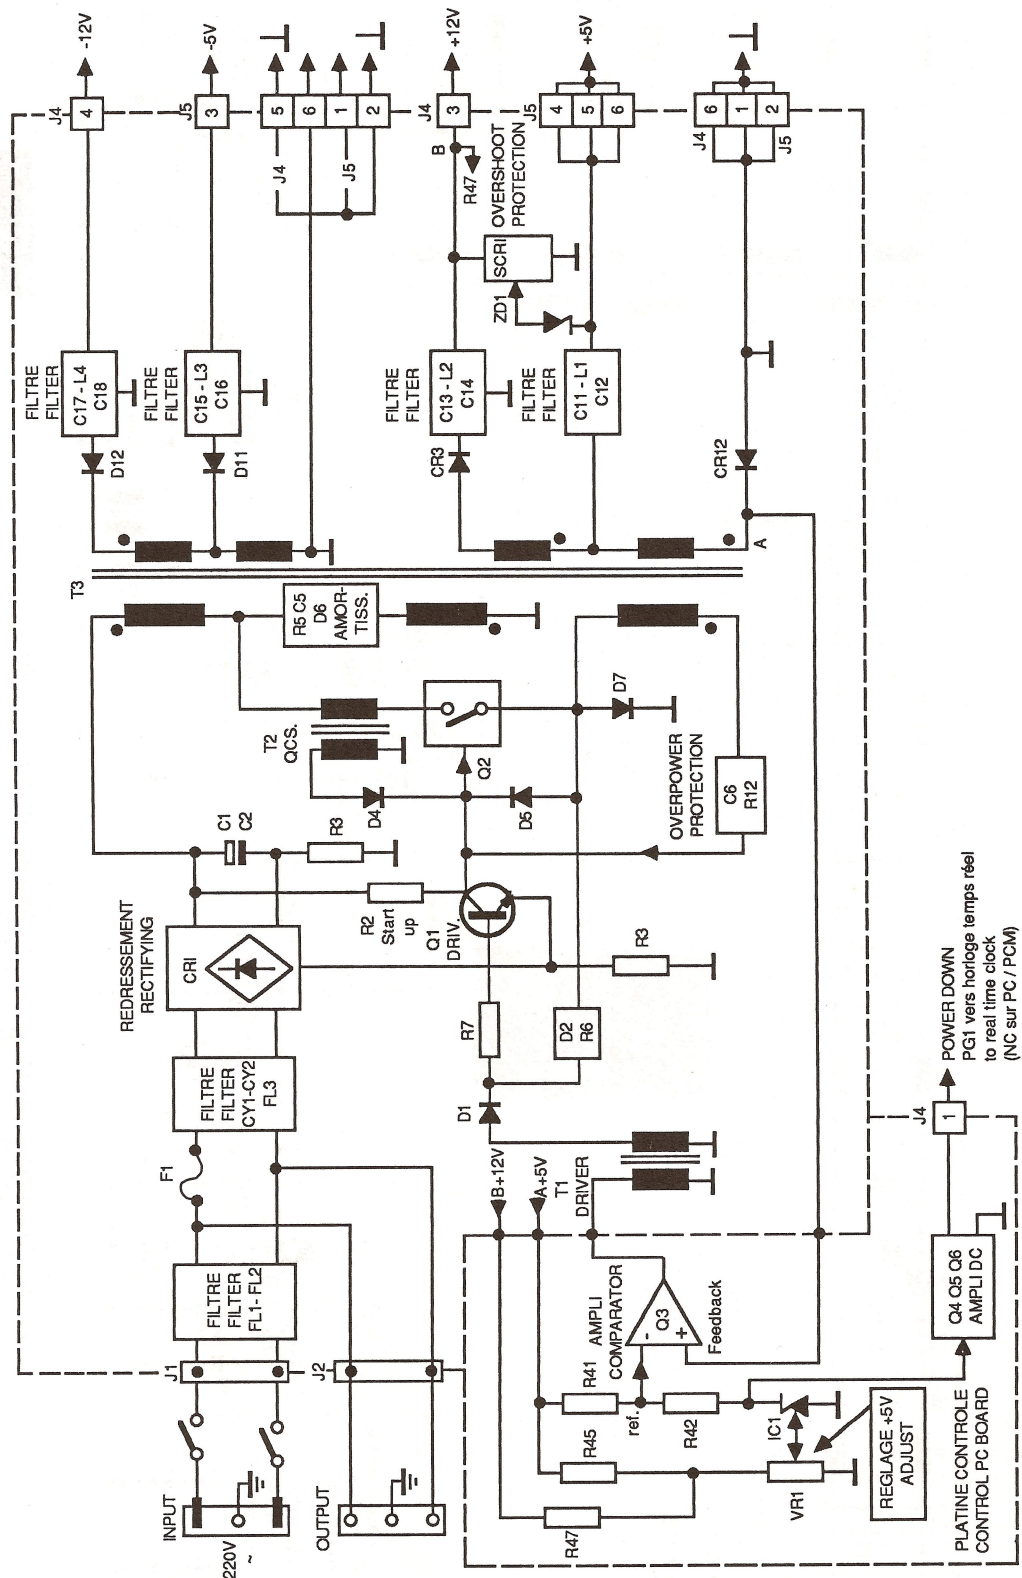 INPUT
220V
~
OUTPUT
J1
J2
FILTRE
FILTER
FL1- FL2
F1
FILTRE
FILTER
CY1-CY2
FL3
REDRESSEMENT
RECTIFYING
CRI
C1
C2
R3
R2
Start
up
Q1
DRIV.
R3
R7
D1
D2
R6
T1
DRIVER
B+12V
A+5V
T2
QCS.
D4
D5
Q2
D7
OVERPOWER
PROTECTION
C6
R12
R5 C5
D6
AMOR-
TISS.
T3
D12
FILTRE
FILTER
C17 - L4
C18
J4
4
-12V
D11
FILTRE
FILTER
C15 - L3
C16
J5
3
-5V
J4
J5
5
6
1
2
CR3
FILTRE
FILTER
C13 - L2
C14
B
R47
J4
3
+12V
SCRI
OVERSHOOT
PROTECTION
ZD1
FILTRE
FILTER
C11 - L1
C12
J5
4
5
6
+5V
CR12
A
J4
J5
6
1
2
AMPLI
COMPARATOR
Q3
-
+
Feedback
R41
ref.
R42
R45
R47
IC1
VR1
REGLAGE +5V
ADJUST
PLATINE CONTROLE
CONTROL PC BOARD
Q4 Q5 Q6
AMPLI DC
J4
1
POWER DOWN
PG1 vers horloge temps réel
to real time clock
(NC sur PC / PCM)